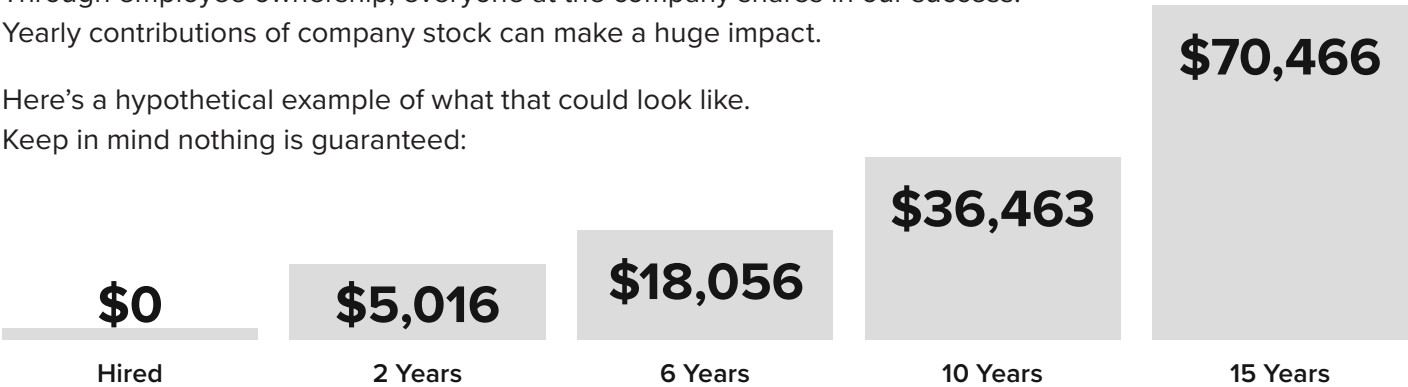 Through employee ownership, everyone at the company shares in our success.
Yearly contributions of company stock can make a huge impact.
Here’s a hypothetical example of what that could look like.
Keep in mind nothing is guaranteed:
$70,466
$36,463
$18,056
$5,016
$0
Hired
2 Years
6 Years
10 Years
15 Years